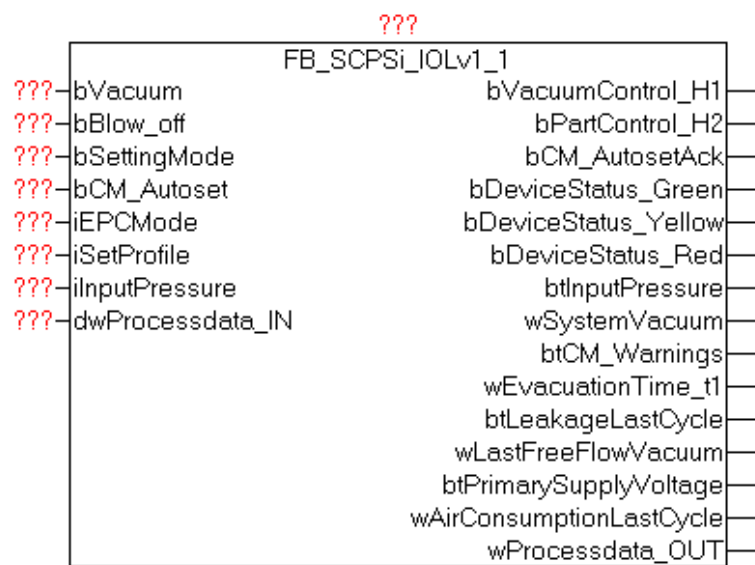 ???
FB_SCPSi_IOLv1_1
??? bVacuum bVacuumControl_H1
??? bBlow_off bPartControl_H2
??? bSettingMode bCM_AutosetAck
??? bCM_Autoset bDeviceStatus_Green
??? iEPCMode bDeviceStatus_Yellow
??? iSetProfile bDeviceStatus_Red
??? iInputPressure btInputPressure
??? dwProcessdata_IN wSystemVacuum
btCM_Warnings
wEvacuationTime_t1
btLeakageLastCycle
wLastFreeFlowVacuum
btPrimarySupplyVoltage
wAirConsumptionLastCycle
wProcessdata_OUT